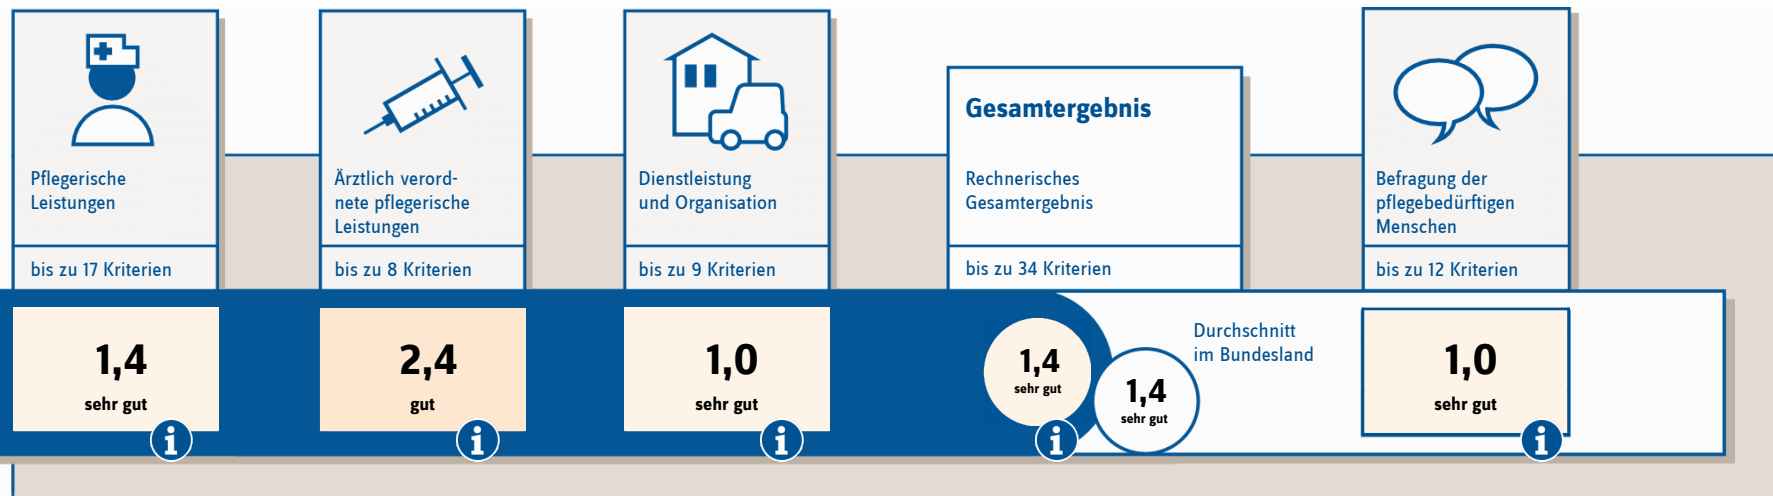 Pflegerische
Leistungen
bis zu 17 Kriterien
1,4
sehr gut
i
Ärztlich verord-
nete pflegerische
Leistungen
bis zu 8 Kriterien
2,4
gut
i
Dienstleistung
und Organisation
bis zu 9 Kriterien
1,0
sehr gut
i
Gesamtergebnis
Rechnerisches
Gesamtergebnis
bis zu 34 Kriterien
1,4
sehr gut
i
1,4
sehr gut
Durchschnitt
im Bundesland
Befragung der
pflegebedürftigen
Menschen
bis zu 12 Kriterien
1,0
sehr gut
i